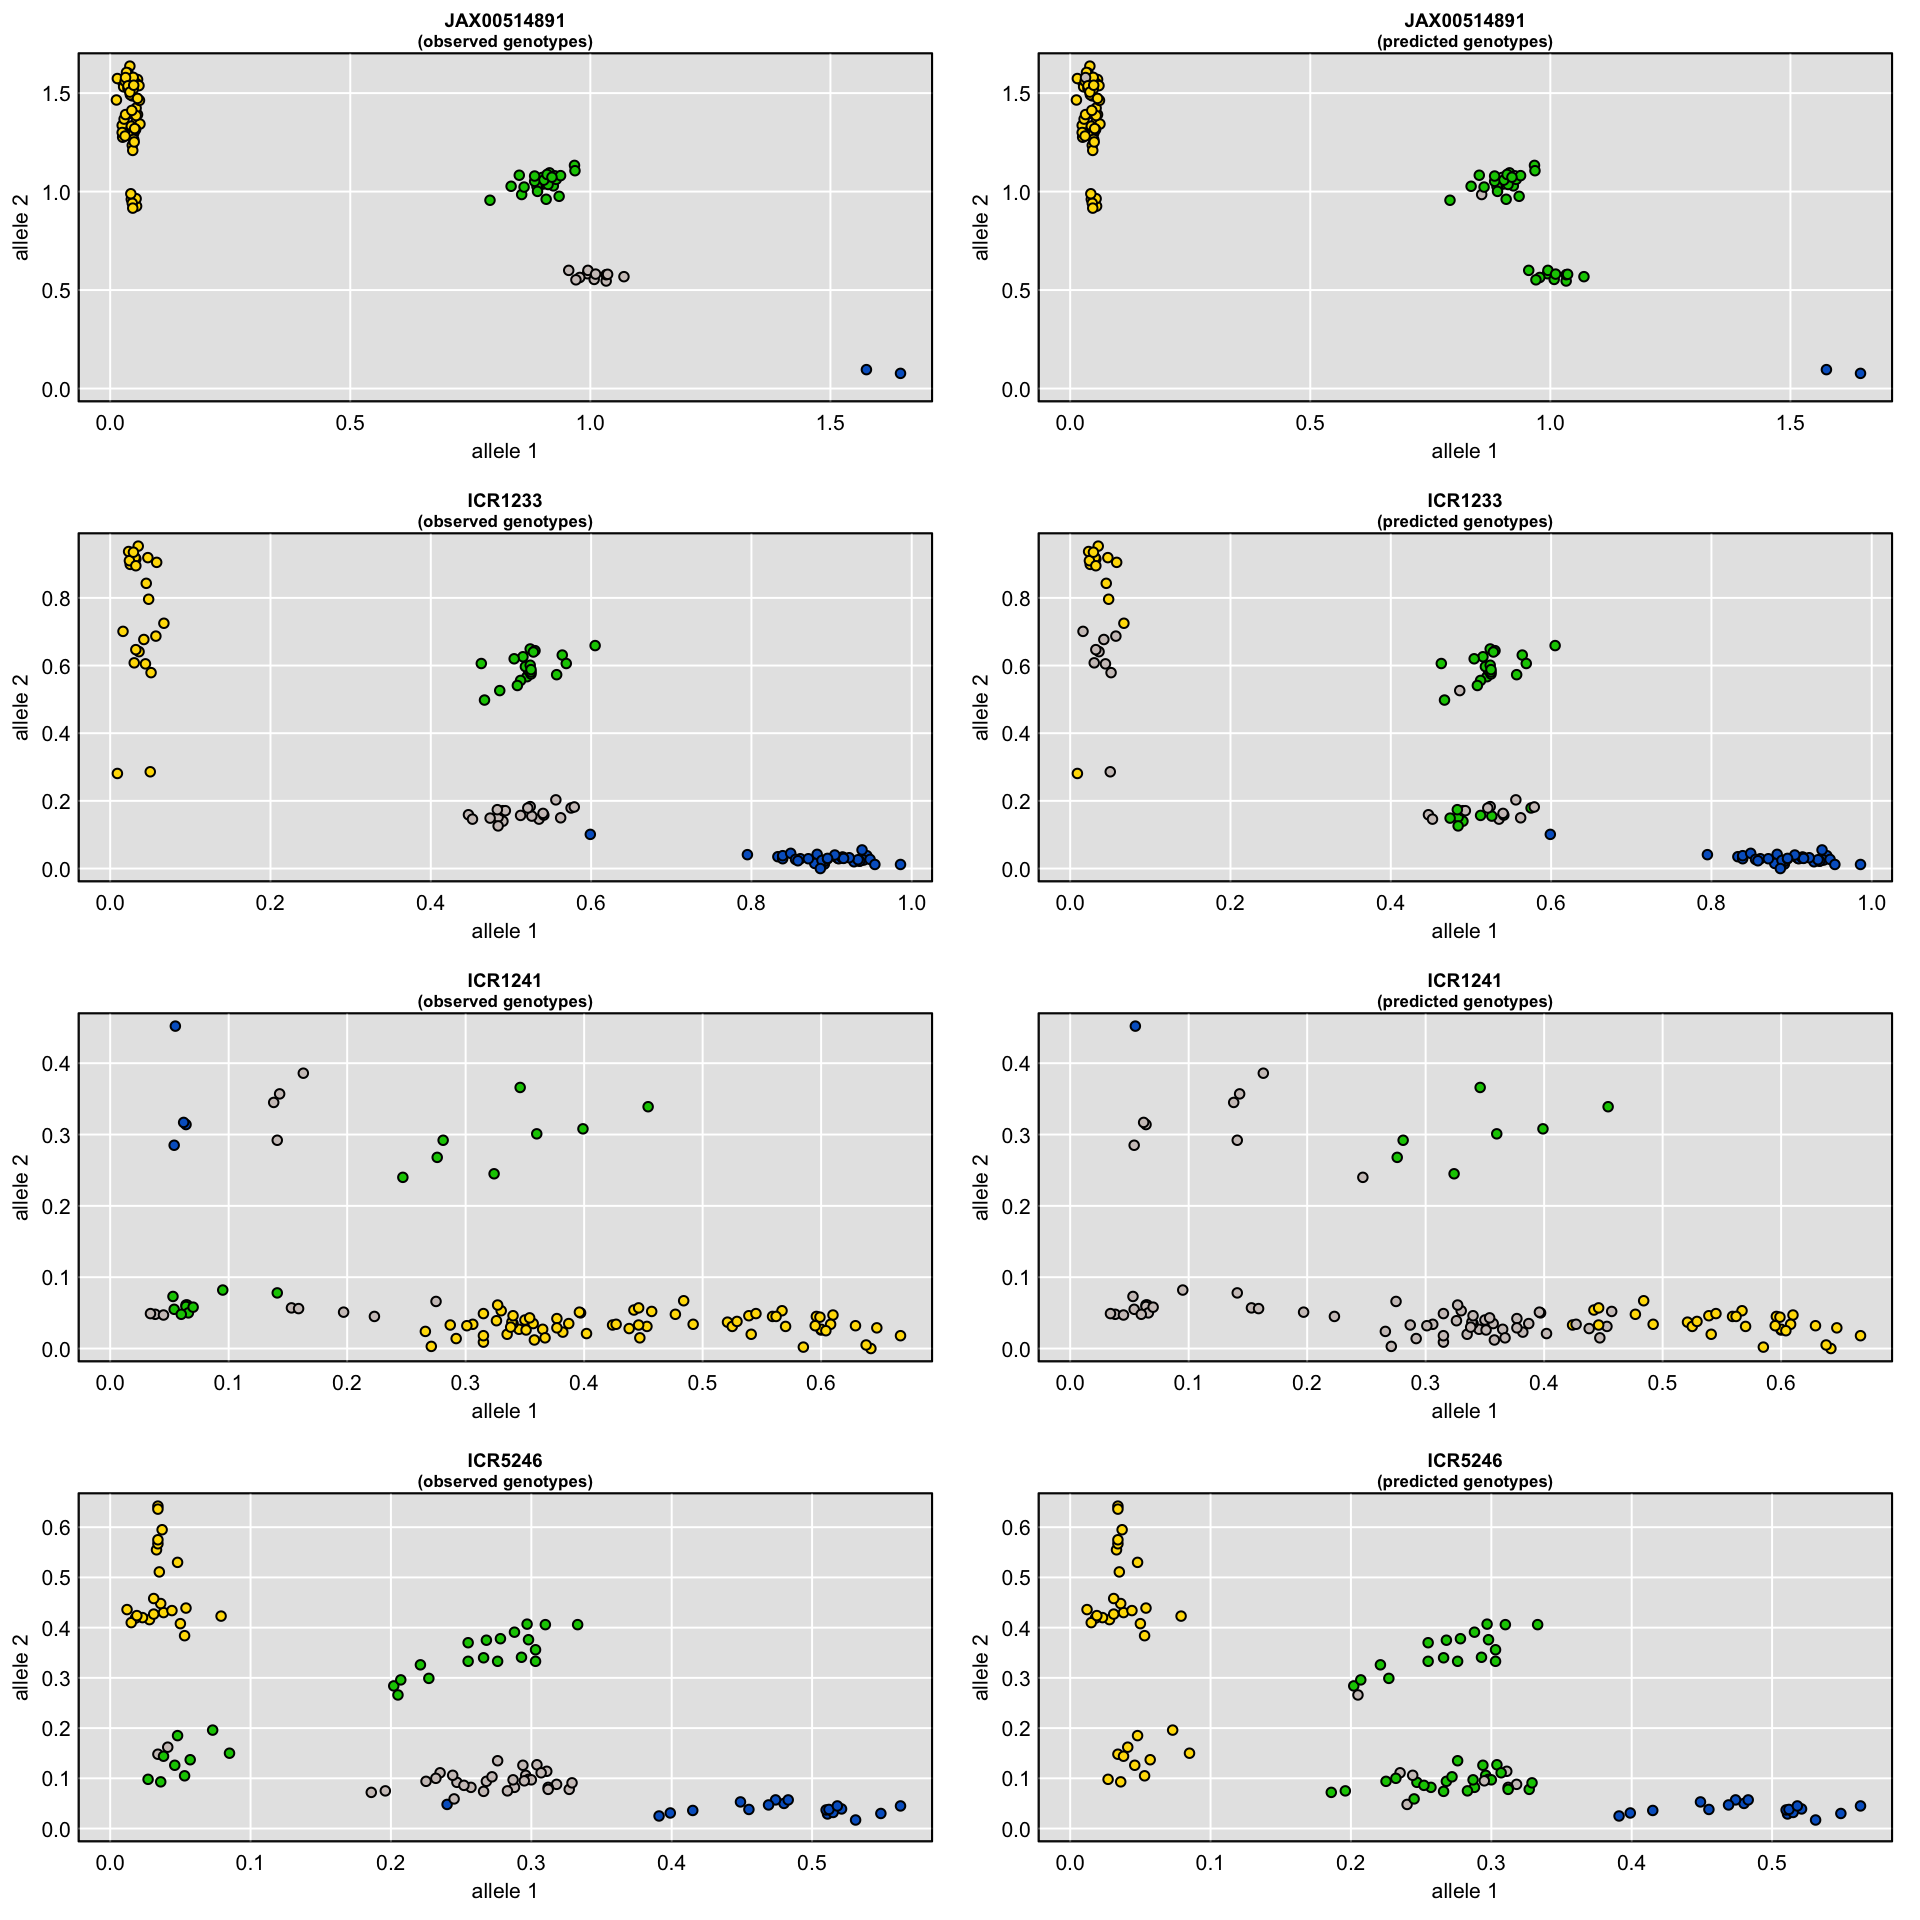 JAX00514891
(observed genotypes)
allele 2
1.5
1.0
0.5
0.0
0.0 0.5 1.0 1.5
allele 1
JAX00514891
(predicted genotypes)
allele 2
1.5
1.0
0.5
0.0
0.0 0.5 1.0 1.5
allele 1
ICR1233
(observed genotypes)
allele 2
0.8
0.6
0.4
0.2
0.0
0.0 0.2 0.4 0.6 0.8 1.0
allele 1
ICR1233
(predicted genotypes)
allele 2
0.8
0.6
0.4
0.2
0.0
0.0 0.2 0.4 0.6 0.8 1.0
allele 1
ICR1241
(observed genotypes)
allele 2
0.4
0.3
0.2
0.1
0.0
0.0 0.1 0.2 0.3 0.4 0.5 0.6
allele 1
ICR1241
(predicted genotypes)
allele 2
0.4
0.3
0.2
0.1
0.0
0.0 0.1 0.2 0.3 0.4 0.5 0.6
allele 1
ICR5246
(observed genotypes)
allele 2
0.6
0.5
0.4
0.3
0.2
0.1
0.0
0.0 0.1 0.2 0.3 0.4 0.5
allele 1
ICR5246
(predicted genotypes)
allele 2
0.6
0.5
0.4
0.3
0.2
0.1
0.0
0.0 0.1 0.2 0.3 0.4 0.5
allele 1